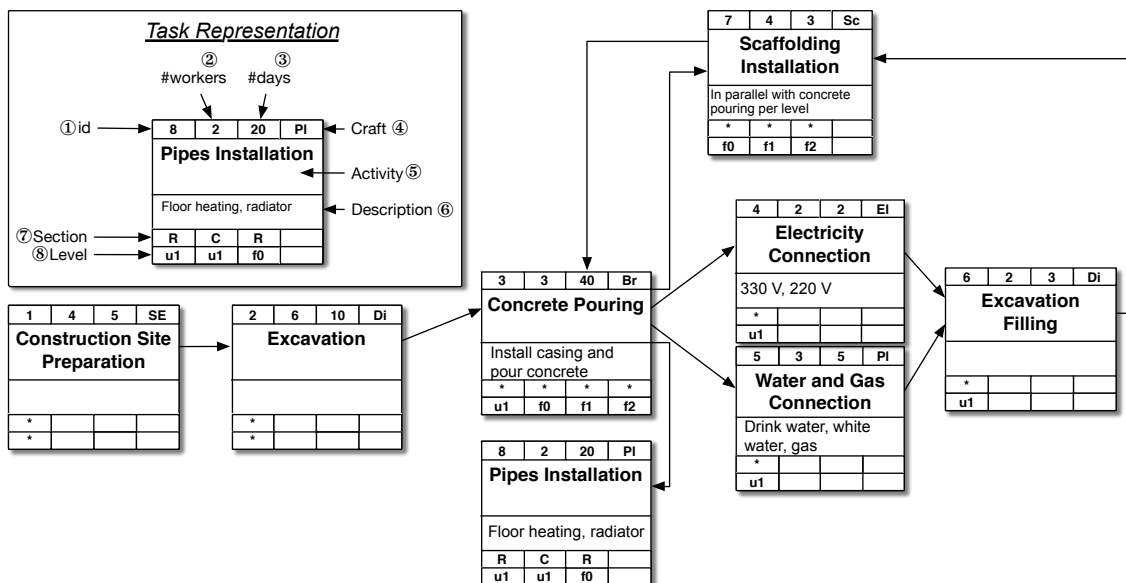 Task Representation
② ③
#workers #days
①id
8 2 20 Pl
Craft ④
Pipes Installation
Activity⑤
Floor heating, radiator
Description ⑥
⑦Section
R C R
⑧Level
u1 u1 f0
7 4 3 Sc
Scaffolding
Installation
In parallel with concrete
pouring per level
* * *
f0 f1 f2
1 4 5 SE
Construction Site
Preparation
*
*
2 6 10 Di
Excavation
*
*
3 3 40 Br
Concrete Pouring
Install casing and
pour concrete
* * * *
u1 f0 f1 f2
4 2 2 El
Electricity
Connection
330 V, 220 V
*
u1
5 3 5 Pl
Water and Gas
Connection
Drink water, white
water, gas
*
u1
6 2 3 Di
Excavation
Filling
*
u1
8 2 20 Pl
Pipes Installation
Floor heating, radiator
R C R
u1 u1 f0